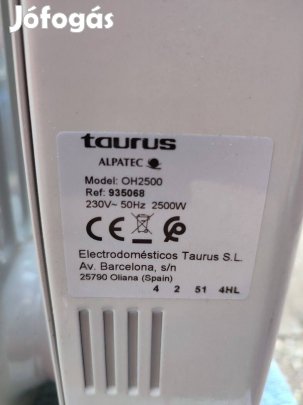 Jófogás
taurus
ALPATEC
Model: OH2500
Ref: 935068
230V~ 50Hz 2500W
CE
Electrodomésticos Taurus S.L.
Av. Barcelona, s/n
25790 Oliana (Spain)
4 2 51 4HL